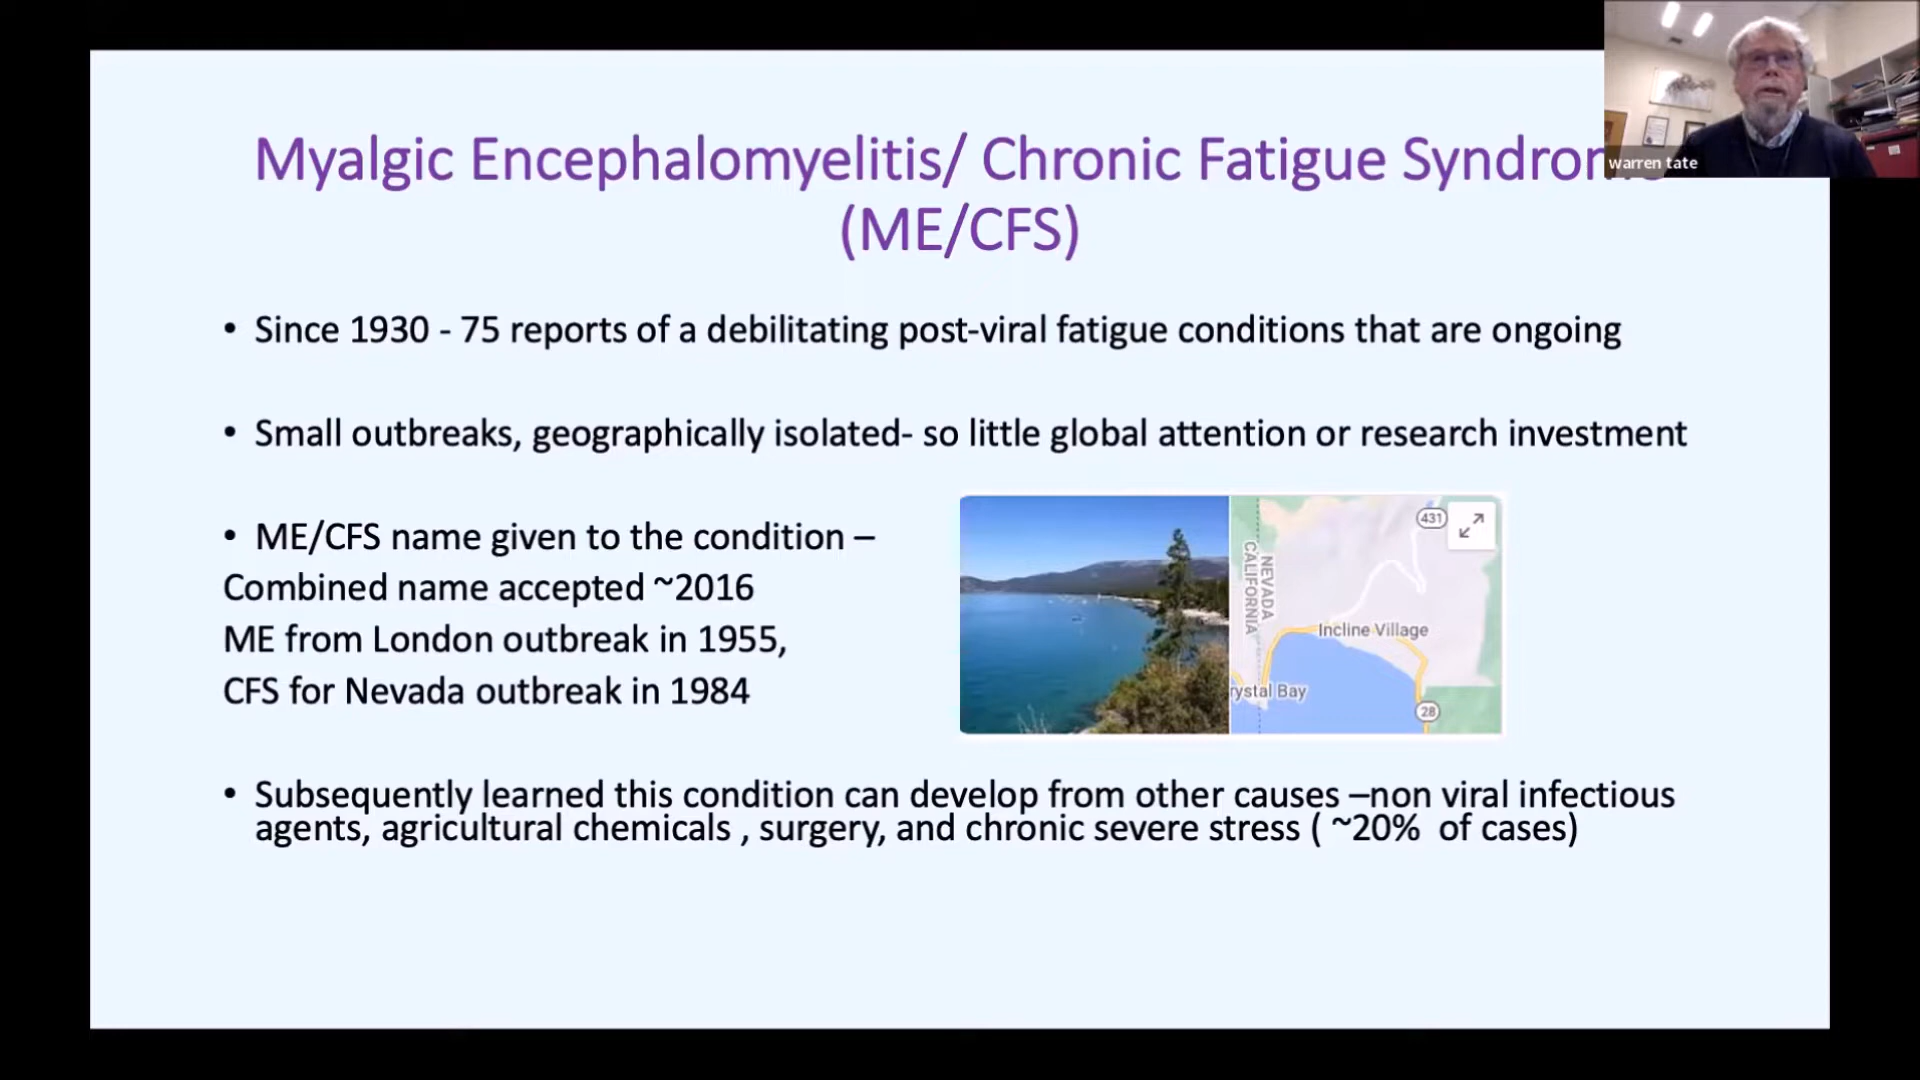 Myalgic Encephalomyelitis/ Chronic Fatigue
(ME/CFS)
warren tate
• Since 1930 - 75 reports of a debilitating post-viral fatigue conditions that are ongoing
• Small outbreaks, geographically isolated- so little global attention or research investment
• ME/CFS name given to the condition –
Combined name accepted ~2016
ME from London outbreak in 1955,
CFS for Nevada outbreak in 1984
431
NEVADA
CALIFORNIA
Incline Village
rystal Bay
28
• Subsequently learned this condition can develop from other causes –non viral infectious
agents, agricultural chemicals , surgery, and chronic severe stress ( ~20% of cases)